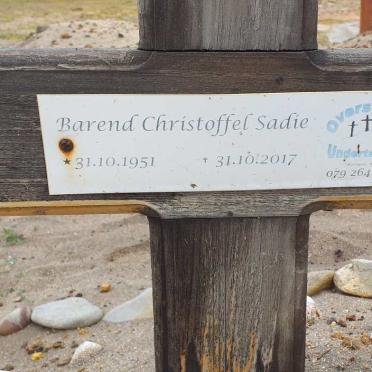 Barend Christoffel Sadie
* 31.10.1951 † 31.10.2017
079 264